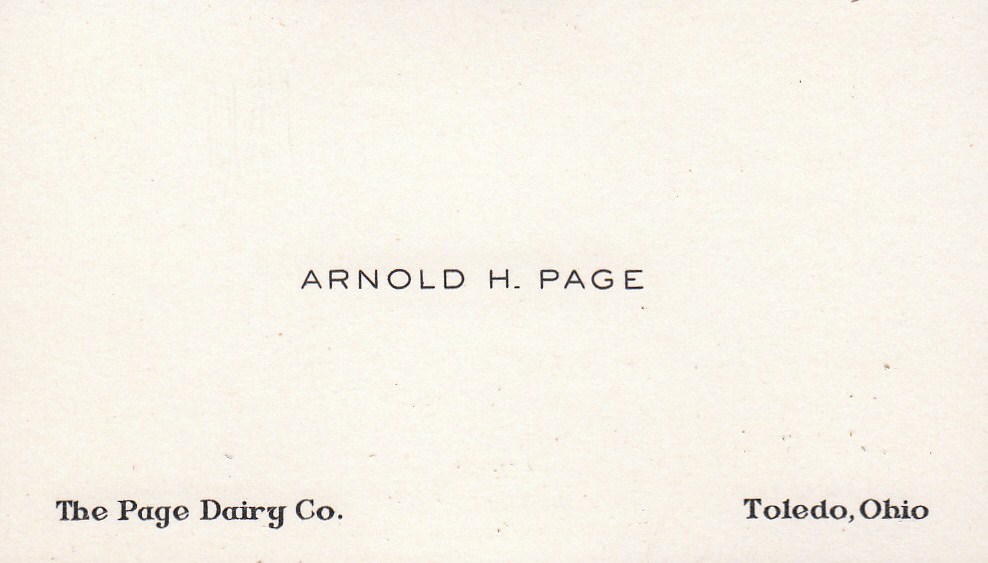 ARNOLD H. PAGE
The Page Dairy Co. Toledo, Ohio